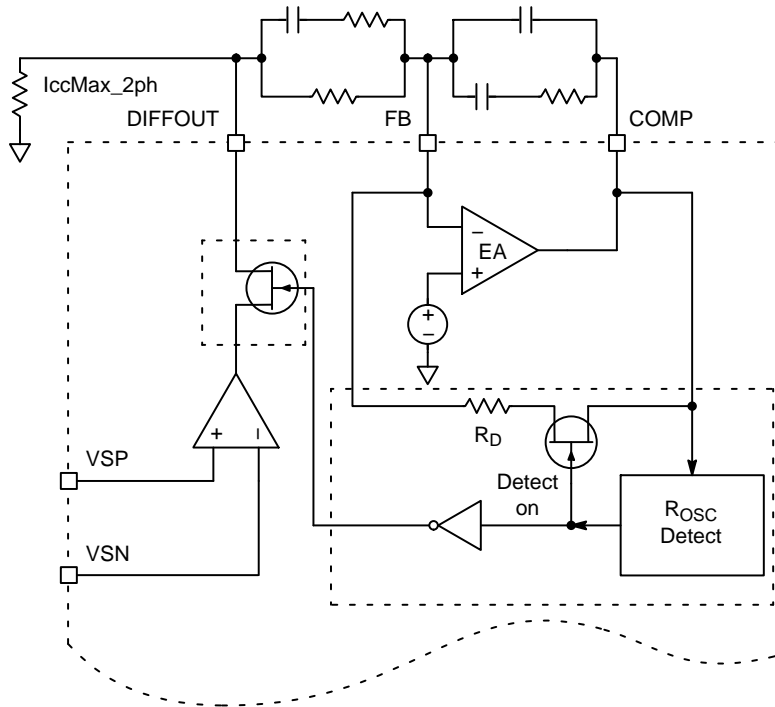 IccMax_2ph
DIFFOUT
FB
COMP
−
EA
+
+
−
+ −
VSP
R_D
Detect
on
R_OSC
Detect
VSN